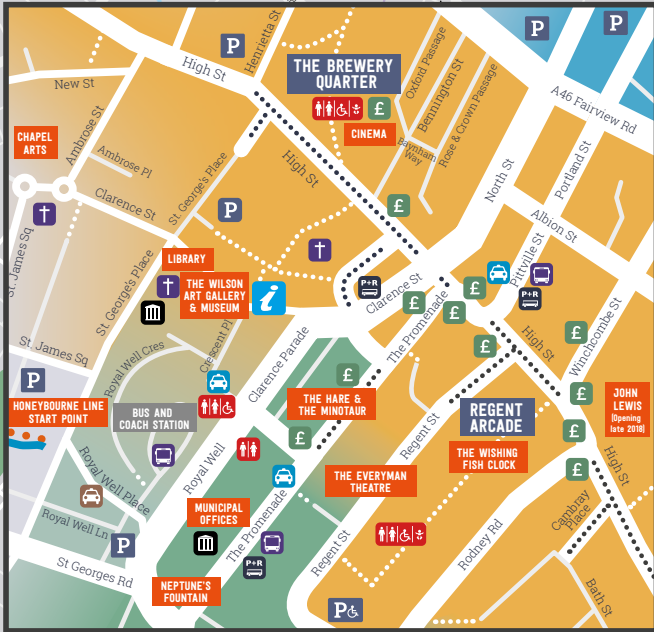 P
P
P
Henrietta St
High St
THE BREWERY
QUARTER
Oxford Passage
Bennington St
Rose & Crown Passage
£
CINEMA
Baynham
Way
New St
A46 Fairview Rd
CHAPEL
ARTS
Ambrose St
Ambrose Pl
St. George's Place
High St
North St
Portland St
Clarence St
P
£
Albion St
St. James Sq
LIBRARY
St. George's Place
THE WILSON
ART GALLERY
& MUSEUM
i
P+R
Clarence St
Pittville St
P+R
£
£
£
The Promenade
£
High St
Winchcombe St
£
St. James Sq
Royal Well Cres
Crescent Pl
Clarence Parade
£
P
HONEYBOURNE LINE
START POINT
BUS AND
COACH STATION
THE HARE &
THE MINOTAUR
REGENT
ARCADE
£
JOHN
LEWIS
(Opening
late 2018)
£
£
Regent St
THE WISHING
FISH CLOCK
£
High St
Royal Well
THE EVERYMAN
THEATRE
Royal Well Place
MUNICIPAL
OFFICES
The Promenade
Cambray
Place
Royal Well Ln
P
Regent St
Rodney Rd
P+R
St Georges Rd
NEPTUNE'S
FOUNTAIN
P
Bath St